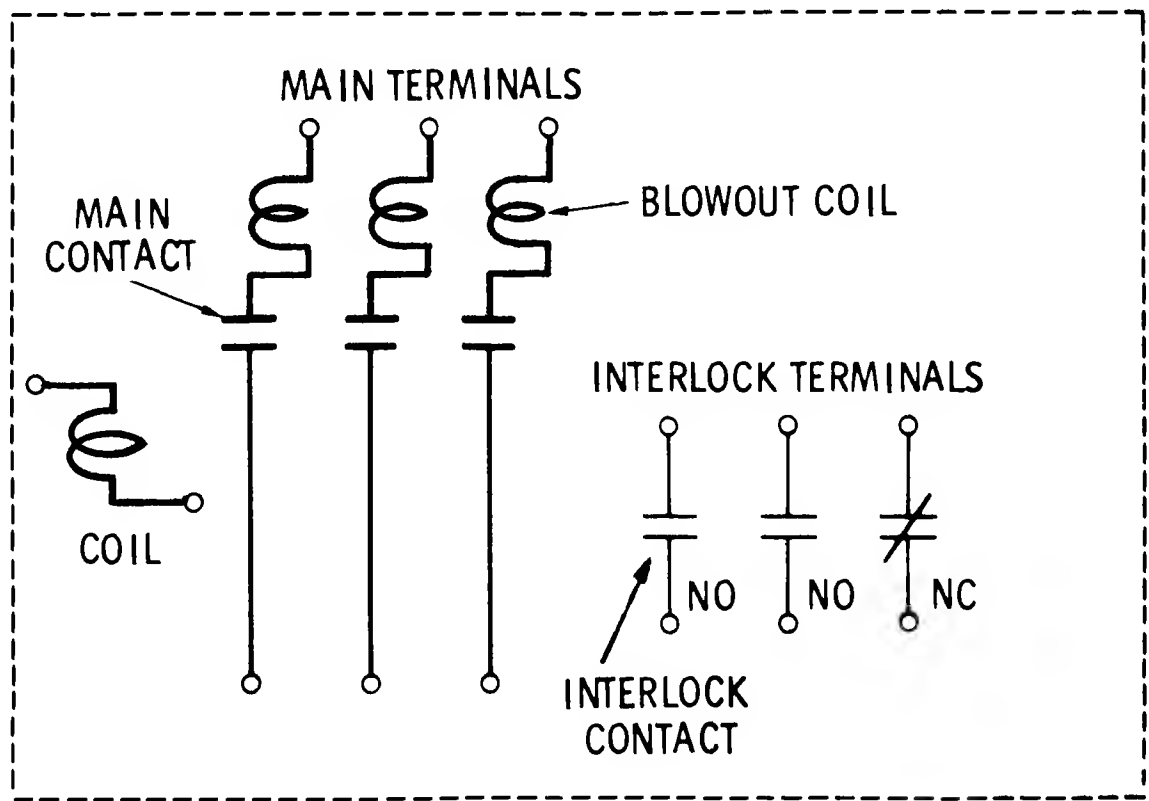 MAIN TERMINALS
MAIN
CONTACT
BLOWOUT COIL
COIL
INTERLOCK TERMINALS
NO
NO
NC
INTERLOCK
CONTACT